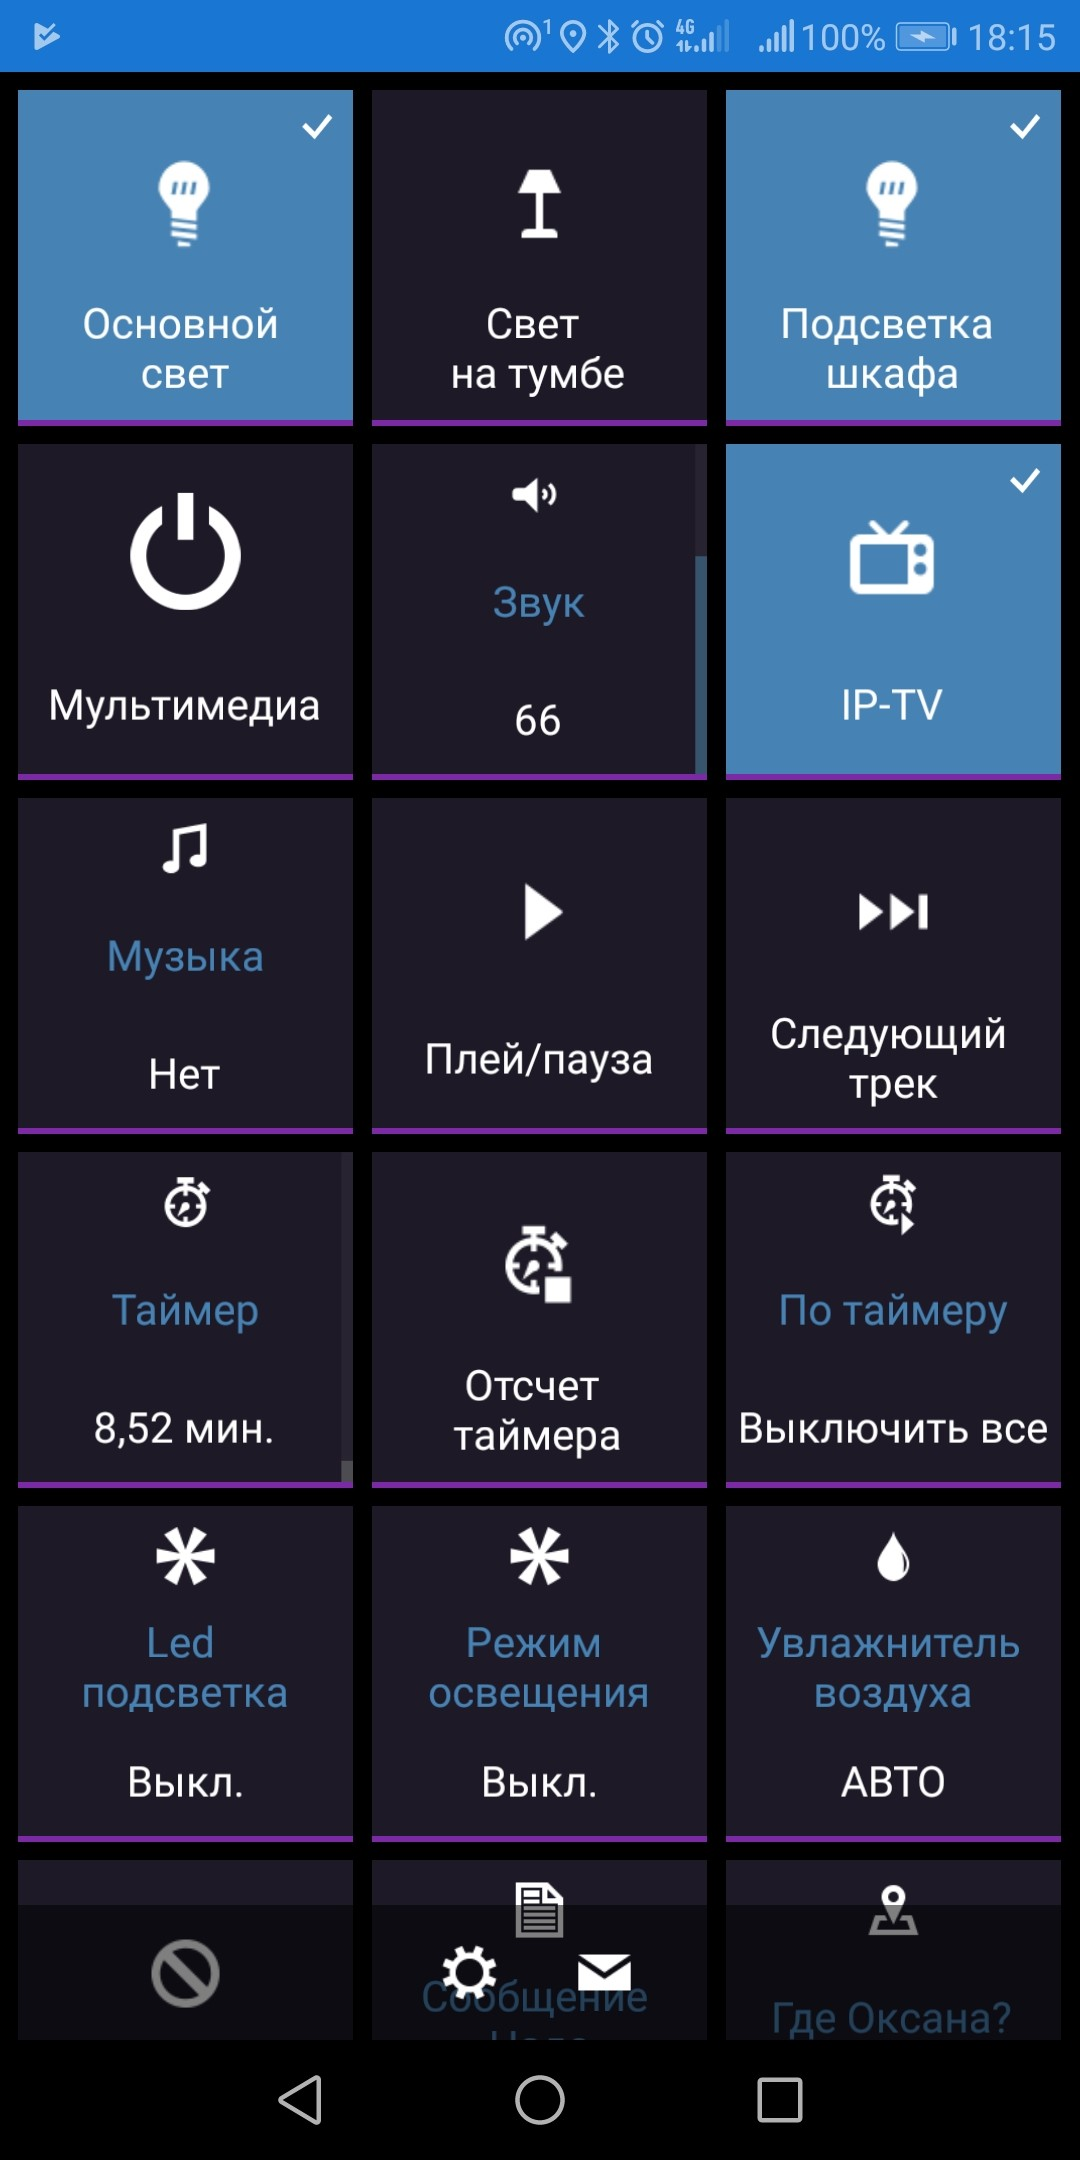 1 4G 100% 18:15
Основной
свет
Свет
на тумбе
Подсветка
шкафа
Мультимедиа
Звук
66
IP-TV
Музыка
Нет
Плей/пауза
Следующий
трек
Таймер
8,52 мин.
Отсчет
таймера
По таймеру
Выключить все
Led
подсветка
Выкл.
Режим
освещения
Выкл.
Увлажнитель
воздуха
АВТО
Сообщение
Где Оксана?